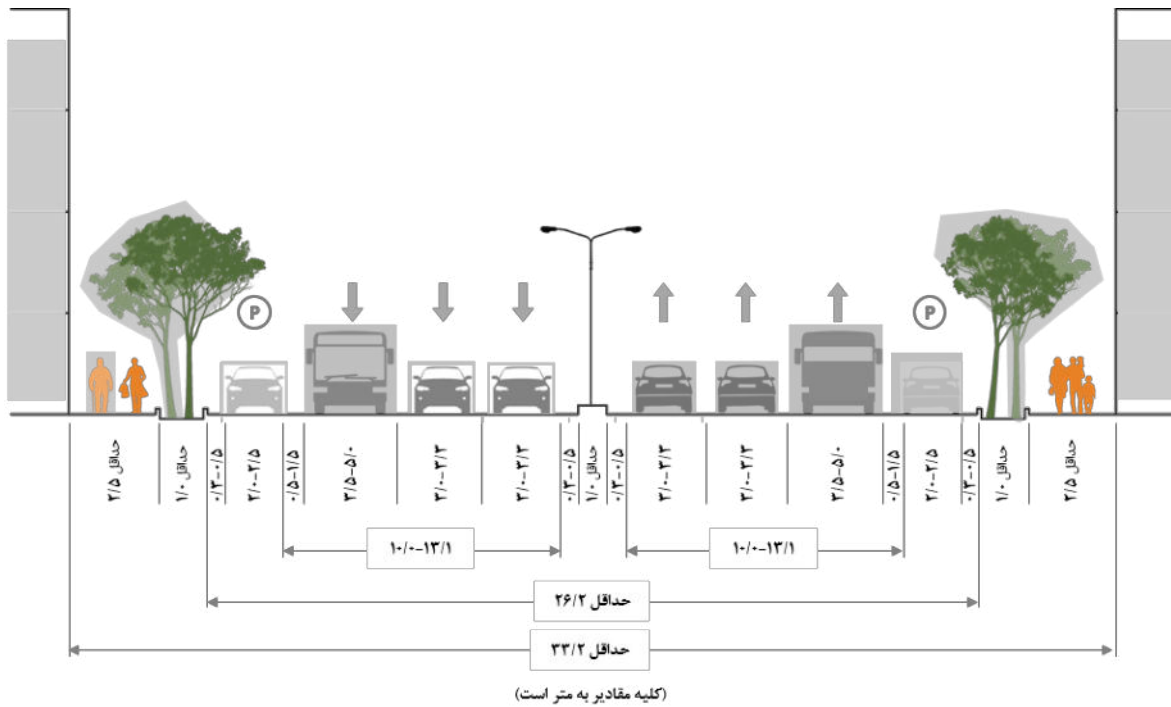 P
P
حداقل ۲/۵
حداقل ۱/۰
۰/۳-۰/۵
۲/۰-۲/۵
۰/۵-۱/۵
۳/۵-۵/۰
۳/۰-۳/۳
۳/۰-۳/۳
۰/۳-۰/۵
حداقل ۱/۰
۰/۳-۰/۵
۳/۰-۳/۳
۳/۰-۳/۳
۳/۵-۵/۰
۰/۵-۱/۵
۲/۰-۲/۵
۰/۳-۰/۵
حداقل ۱/۰
حداقل ۲/۵
۱۰/۰-۱۳/۱
۱۰/۰-۱۳/۱
حداقل ۲۶/۲
حداقل ۳۳/۲
(کلیه مقادیر به متر است)